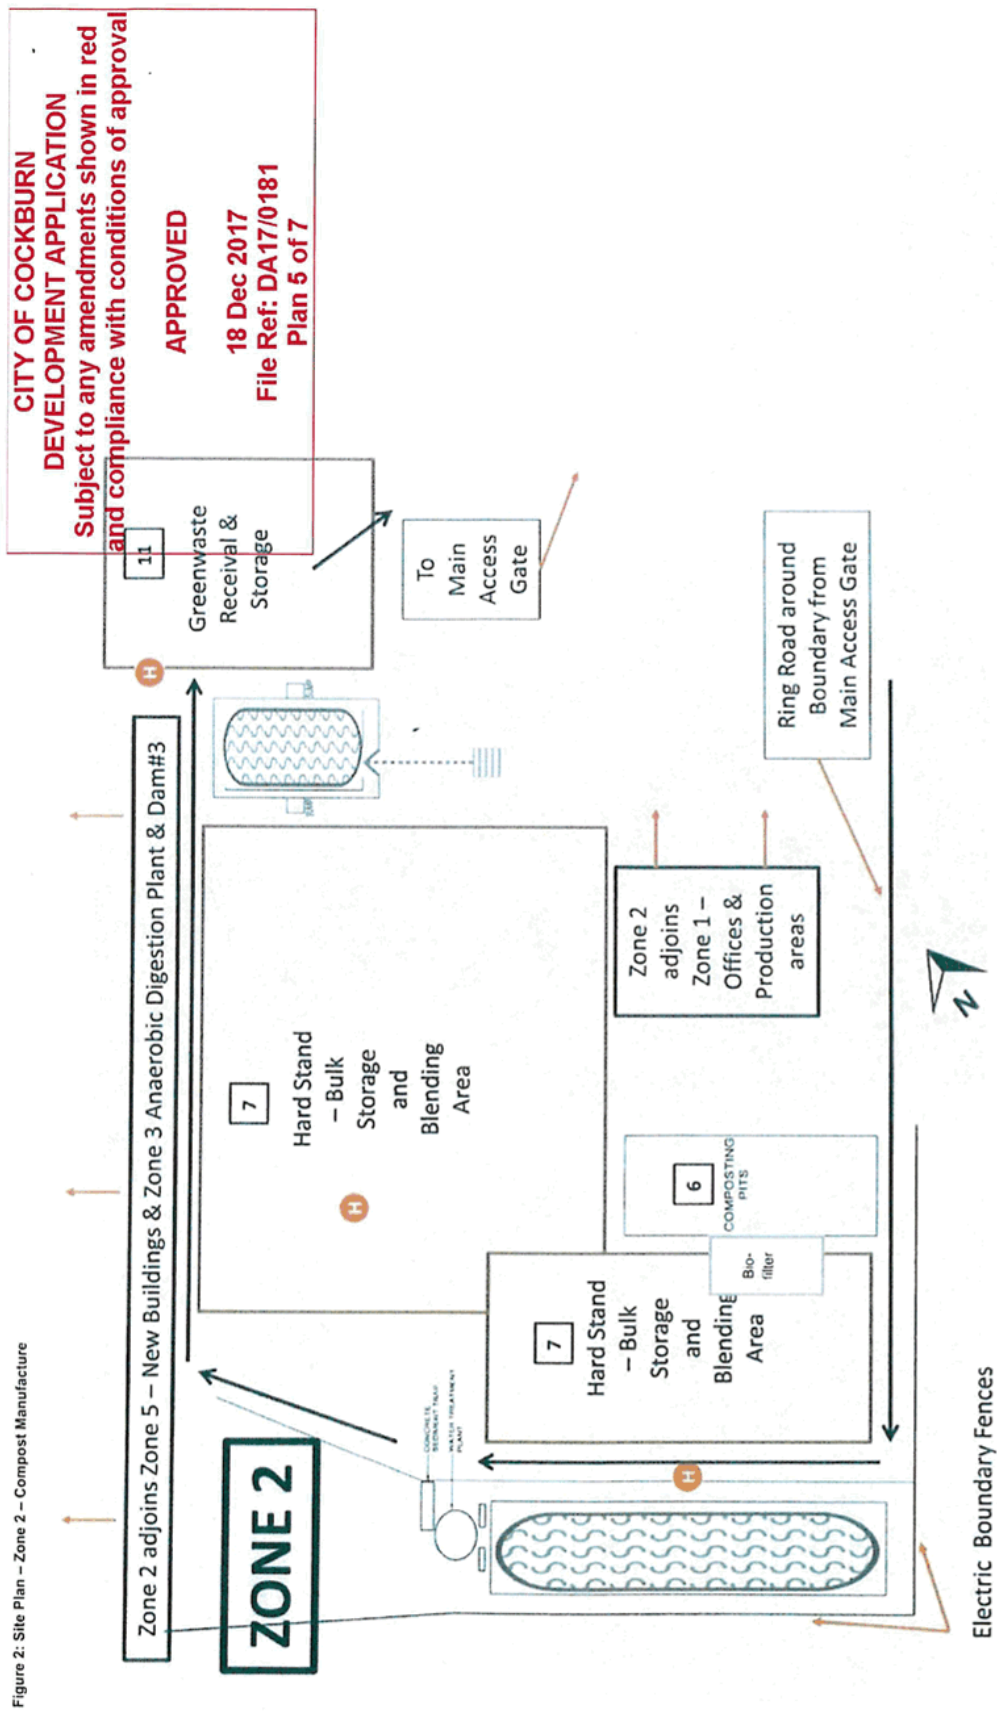 Figure 2: Site Plan – Zone 2 – Compost Manufacture
CITY OF COCKBURN
DEVELOPMENT APPLICATION
Subject to any amendments shown in red
and compliance with conditions of approval
APPROVED
18 Dec 2017
File Ref: DA17/0181
Plan 5 of 7
Zone 2 adjoins Zone 5 – New Buildings & Zone 3 Anaerobic Digestion Plant & Dam#3
ZONE 2
H
11
Greenwaste
Receival &
Storage
7
Hard Stand
– Bulk
Storage
and
Blending
Area
H
To
Main
Access
Gate
CONCRETE
SEDIMENT TRAP
WATER TREATMENT
PLANT
7
Hard Stand
– Bulk
Storage
and
Blending
Area
Zone 2
adjoins
Zone 1 –
Offices &
Production
areas
6
COMPOSTING
PITS
Bio-
filter
H
Ring Road around
Boundary from
Main Access Gate
N
Electric Boundary Fences